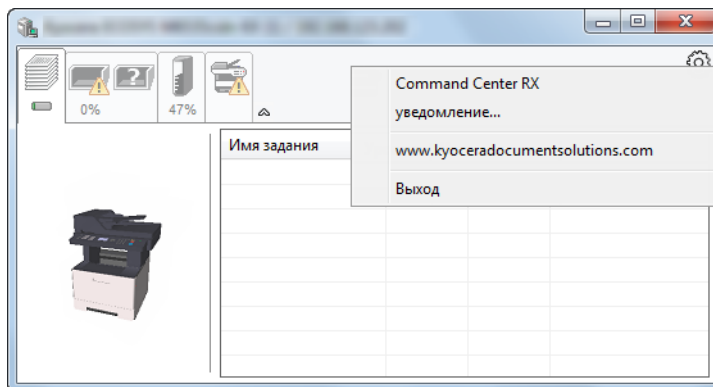 0%
?
47%
Command Center RX
уведомление...
www.kyoceradocumentsolutions.com
Выход
Имя задания